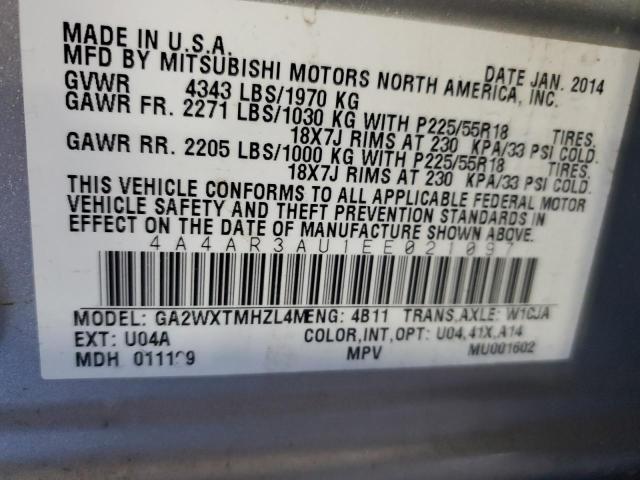 MADE IN U.S.A. DATE JAN. 2014
MFD BY MITSUBISHI MOTORS NORTH AMERICA, INC.
GVWR 4343 LBS/1970 KG
GAWR FR. 2271 LBS/1030 KG WITH P225/55R18 TIRES.
18X7J RIMS AT 230 KPA/33 PSI COLD.
GAWR RR. 2205 LBS/1000 KG WITH P225/55R18 TIRES.
18X7J RIMS AT 230 KPA/33 PSI COLD.
THIS VEHICLE CONFORMS TO ALL APPLICABLE FEDERAL MOTOR
VEHICLE SAFETY AND THEFT PREVENTION STANDARDS IN
EFFECT ON THE DATE OF MANUFACTURE SHOWN ABOVE.
4A4AR3AU1EE021097
MODEL: GA2WXTMHZL4M ENG: 4B11 TRANS,AXLE: W1CJA
EXT: U04A COLOR,INT,OPT: U04,41X,A14
MDH MPV MU001602